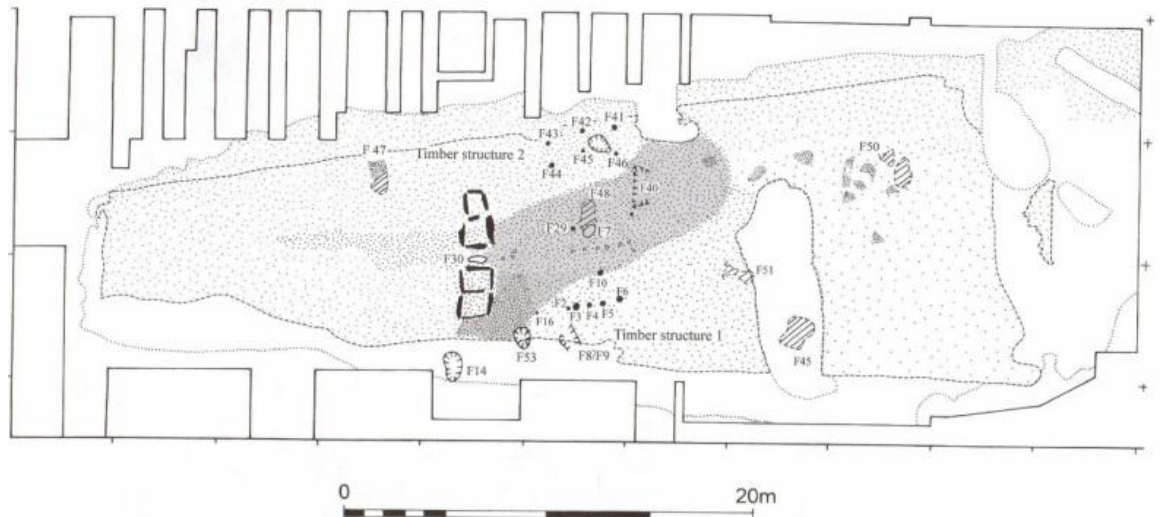 F43
F42
F41
F 47
Timber structure 2
F45
F46
F50
F44
F40
F48
F29
F7
F30
F51
F10
F6
F2
F3
F4
F5
F16
Timber structure 1
F53
F8/F9
F45
F14
0
20m